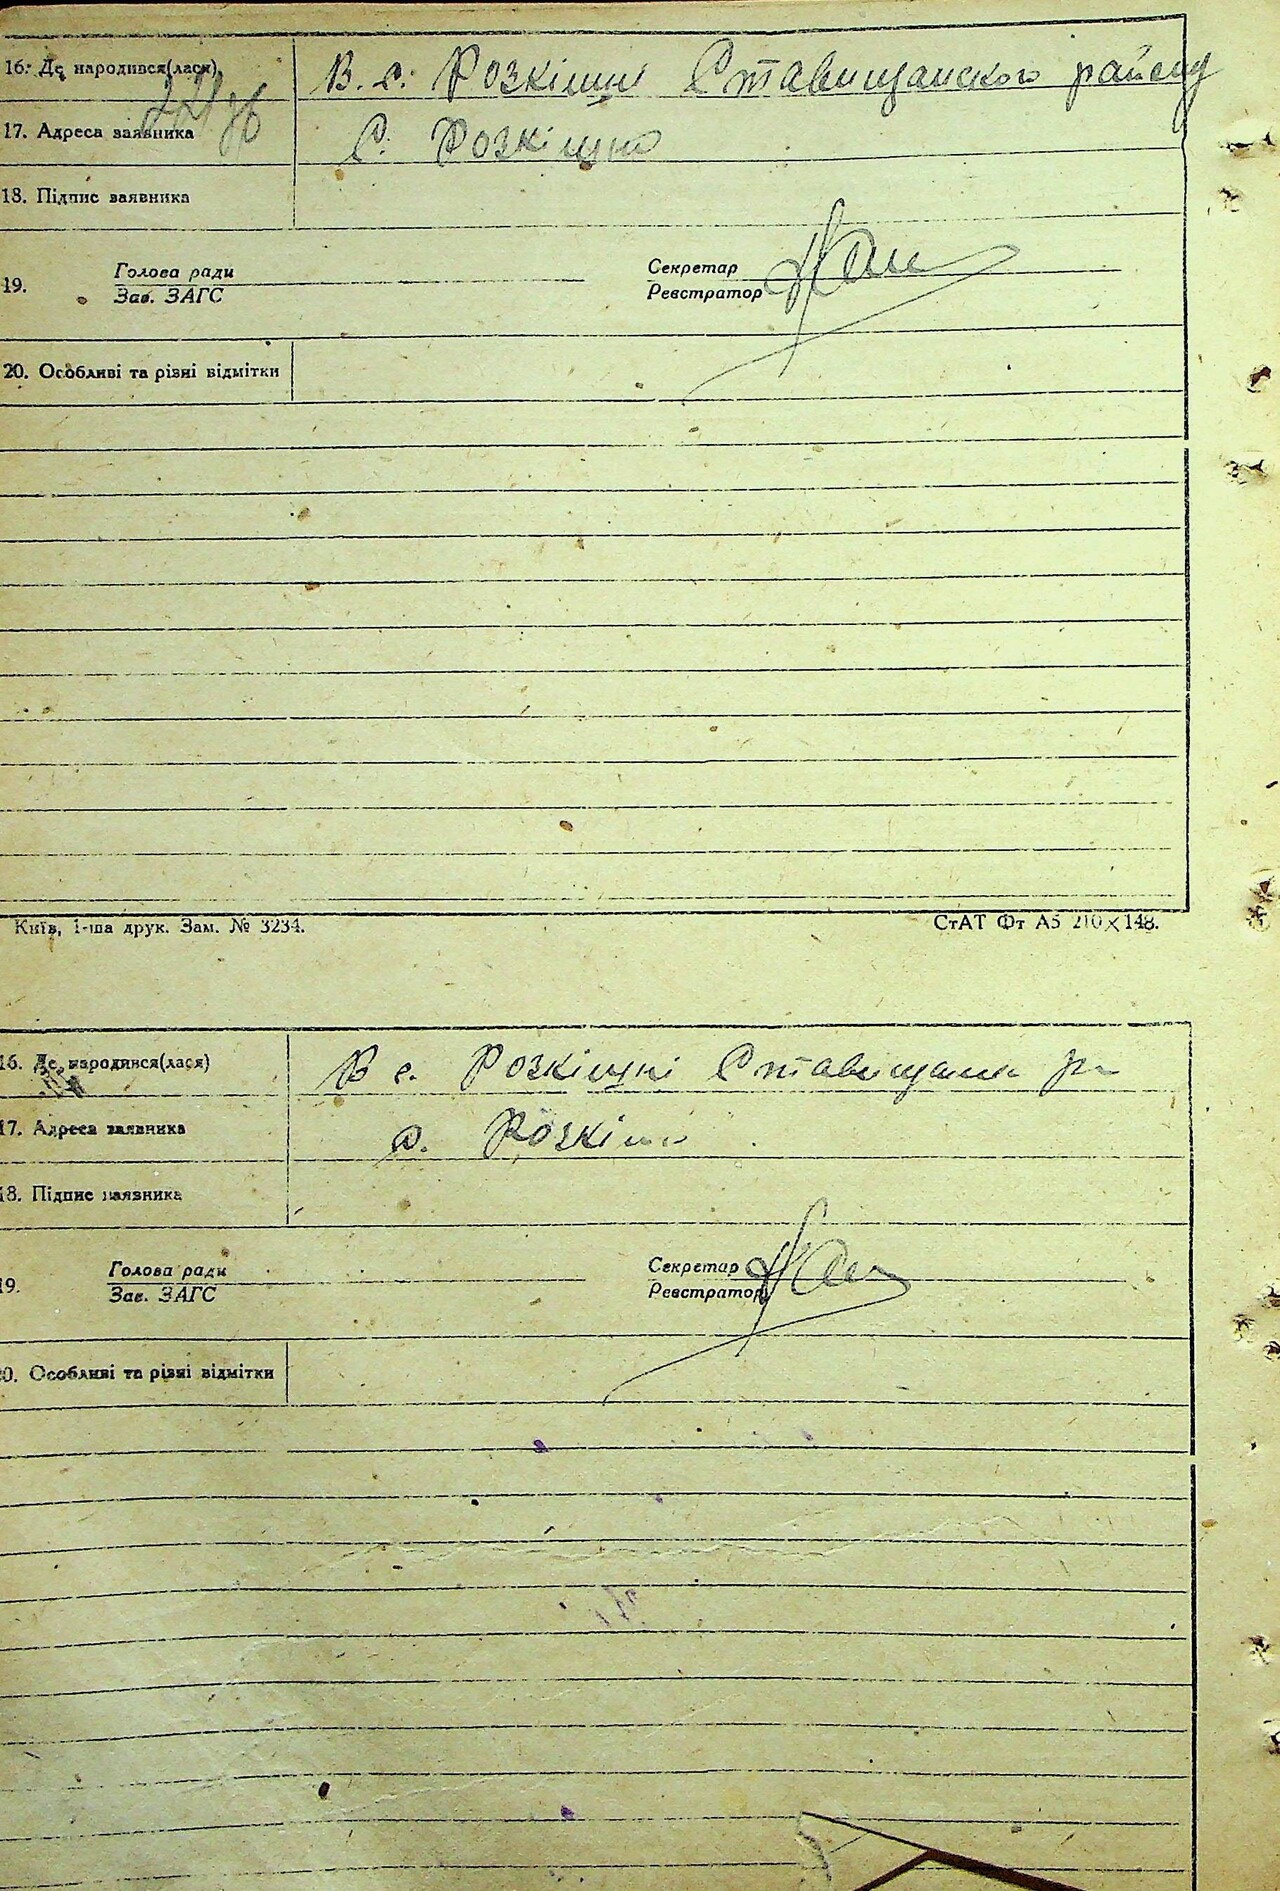 16. Де народився(лася) В. с. Розкішне Ставищанського району
17. Адреса заявника С. Розкішна
18. Підпис заявника
Голова ради Секретар
19.
Зав. ЗАГС Реєстратор
20. Особливі та різні відмітки
Київ, 1-ша друк. Зам. № 3234. СтАТ Фт А5 210×148.
16. Де народився(лася) В с. Розкішні Ставищанськ р-
17. Адреса заявника с. Розкішн
18. Підпис заявника
Голова ради Секретар
19.
Зав. ЗАГС Реєстратор
20. Особливі та різні відмітки